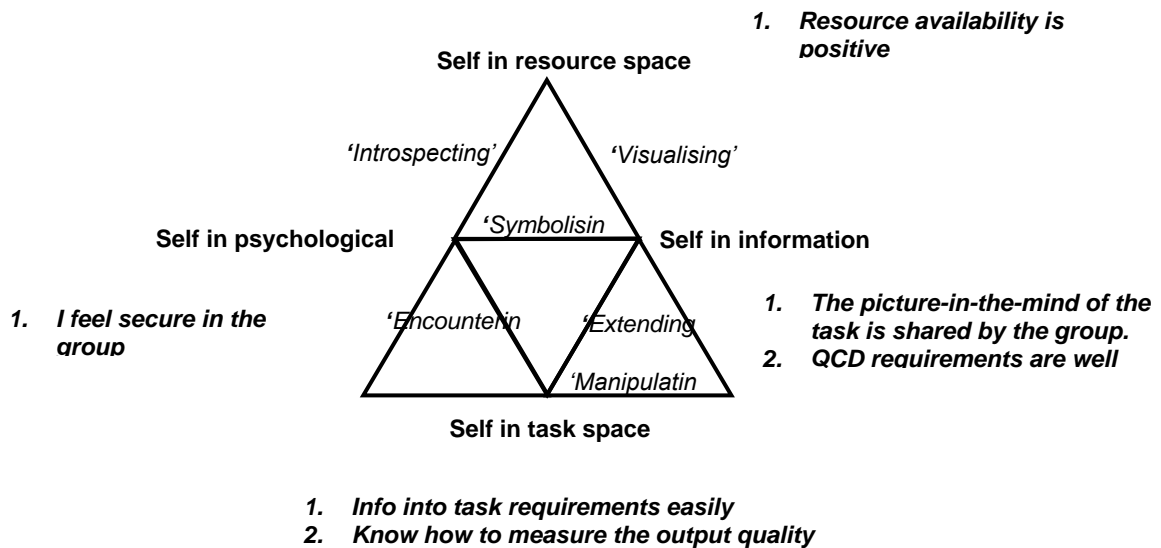 1. Resource availability is
positive
Self in resource space
‘Introspecting’
‘Visualising’
‘Symbolisin
Self in psychological
Self in information
1. I feel secure in the
group
‘Encounterin
‘Extending
1. The picture-in-the-mind of the
task is shared by the group.
2. QCD requirements are well
‘Manipulatin
Self in task space
1. Info into task requirements easily
2. Know how to measure the output quality